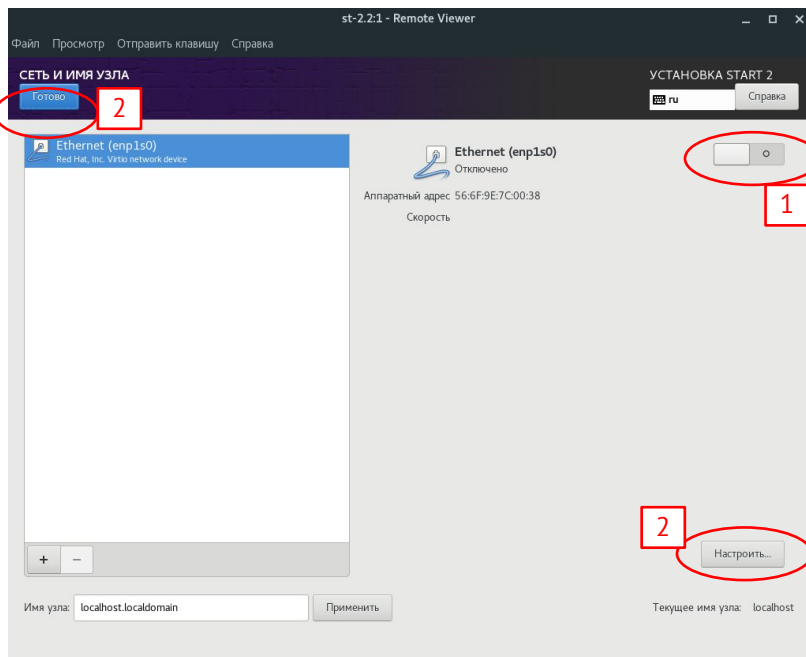 st-2.2:1 - Remote Viewer
Файл Просмотр Отправить клавишу Справка
СЕТЬ И ИМЯ УЗЛА
УСТАНОВКА START 2
Готово
2
ru
Справка
Ethernet (enp1s0)
Red Hat, Inc. Virtio network device
Ethernet (enp1s0)
Отключено
1
Аппаратный адрес 56:6F:9E:7C:00:38
Скорость
2
Настроить...
+ −
Имя узла: localhost.localdomain Применить
Текущее имя узла: localhost